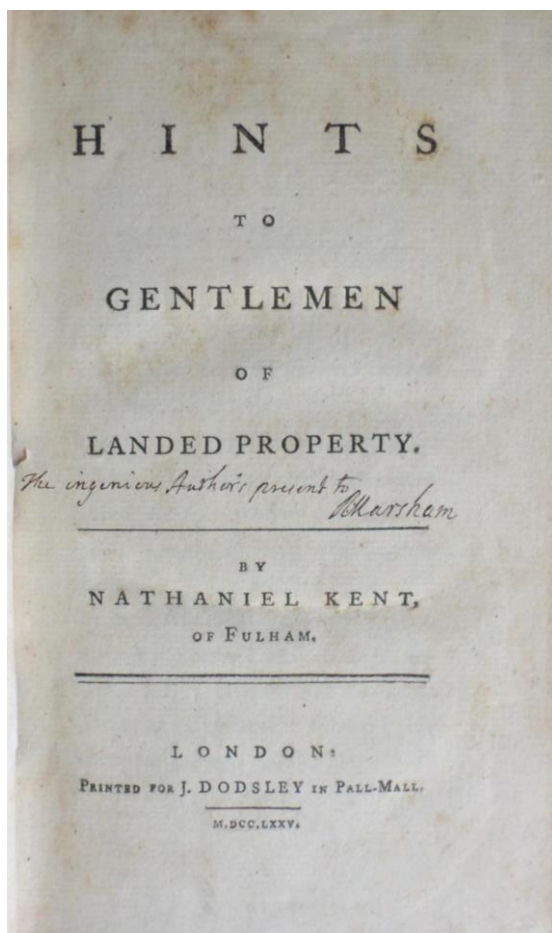 HINTS
TO
GENTLEMEN
OF
LANDED PROPERTY.
The ingenious Author's present to
RMarsham
BY
NATHANIEL KENT,
OF FULHAM.
LONDON:
PRINTED FOR J. DODSLEY IN PALL-MALL.
M.DCC.LXXV.